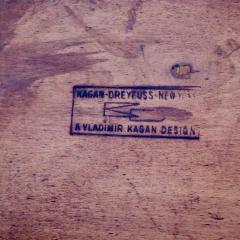 KAGAN-DREYFUSS-NEW
A VLADIMIR KAGAN DESIGN